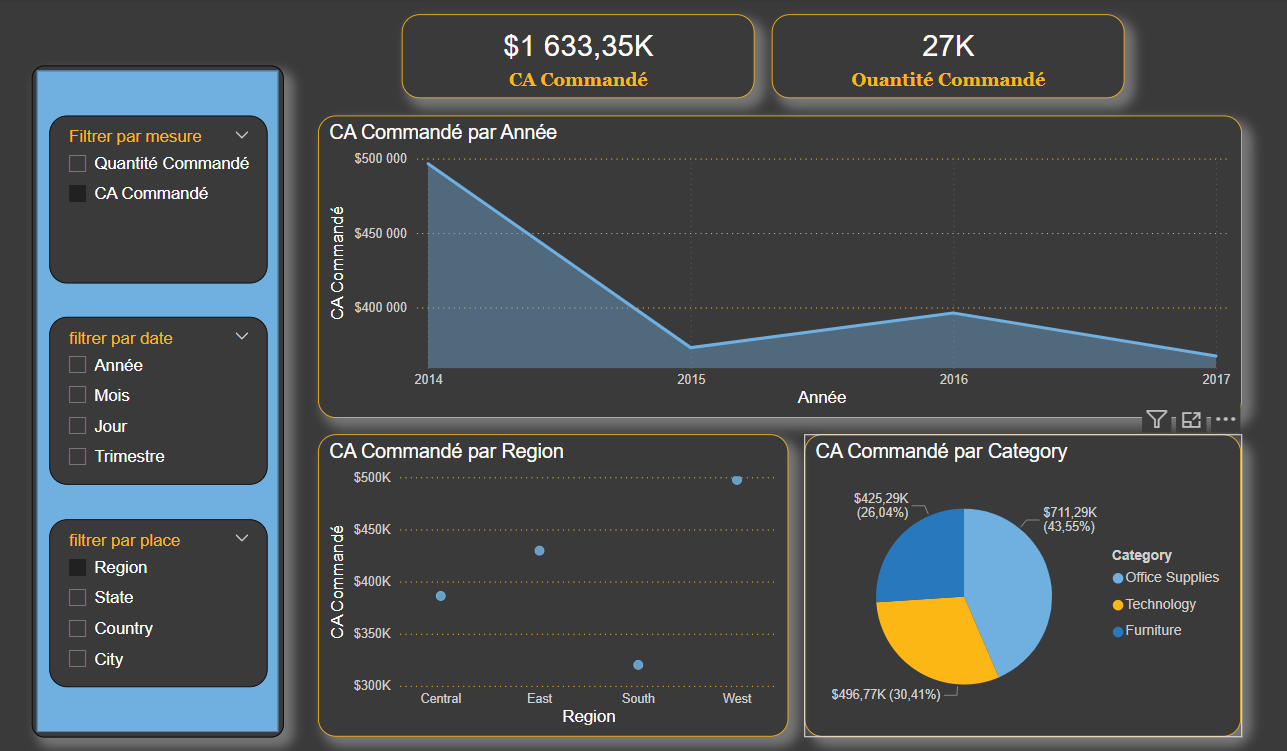 $1 633,35K
CA Commandé
27K
Quantité Commandé
Filtrer par mesure
Quantité Commandé
CA Commandé
filtrer par date
Année
Mois
Jour
Trimestre
filtrer par place
Region
State
Country
City
CA Commandé par Année
CA Commandé
$500 000
$450 000
$400 000
2014
2015
2016
2017
Année
CA Commandé par Region
CA Commandé
$500K
$450K
$400K
$350K
$300K
Central
East
South
West
Region
CA Commandé par Category
$425,29K
(26,04%)
$711,29K
(43,55%)
$496,77K (30,41%)
Category
Office Supplies
Technology
Furniture